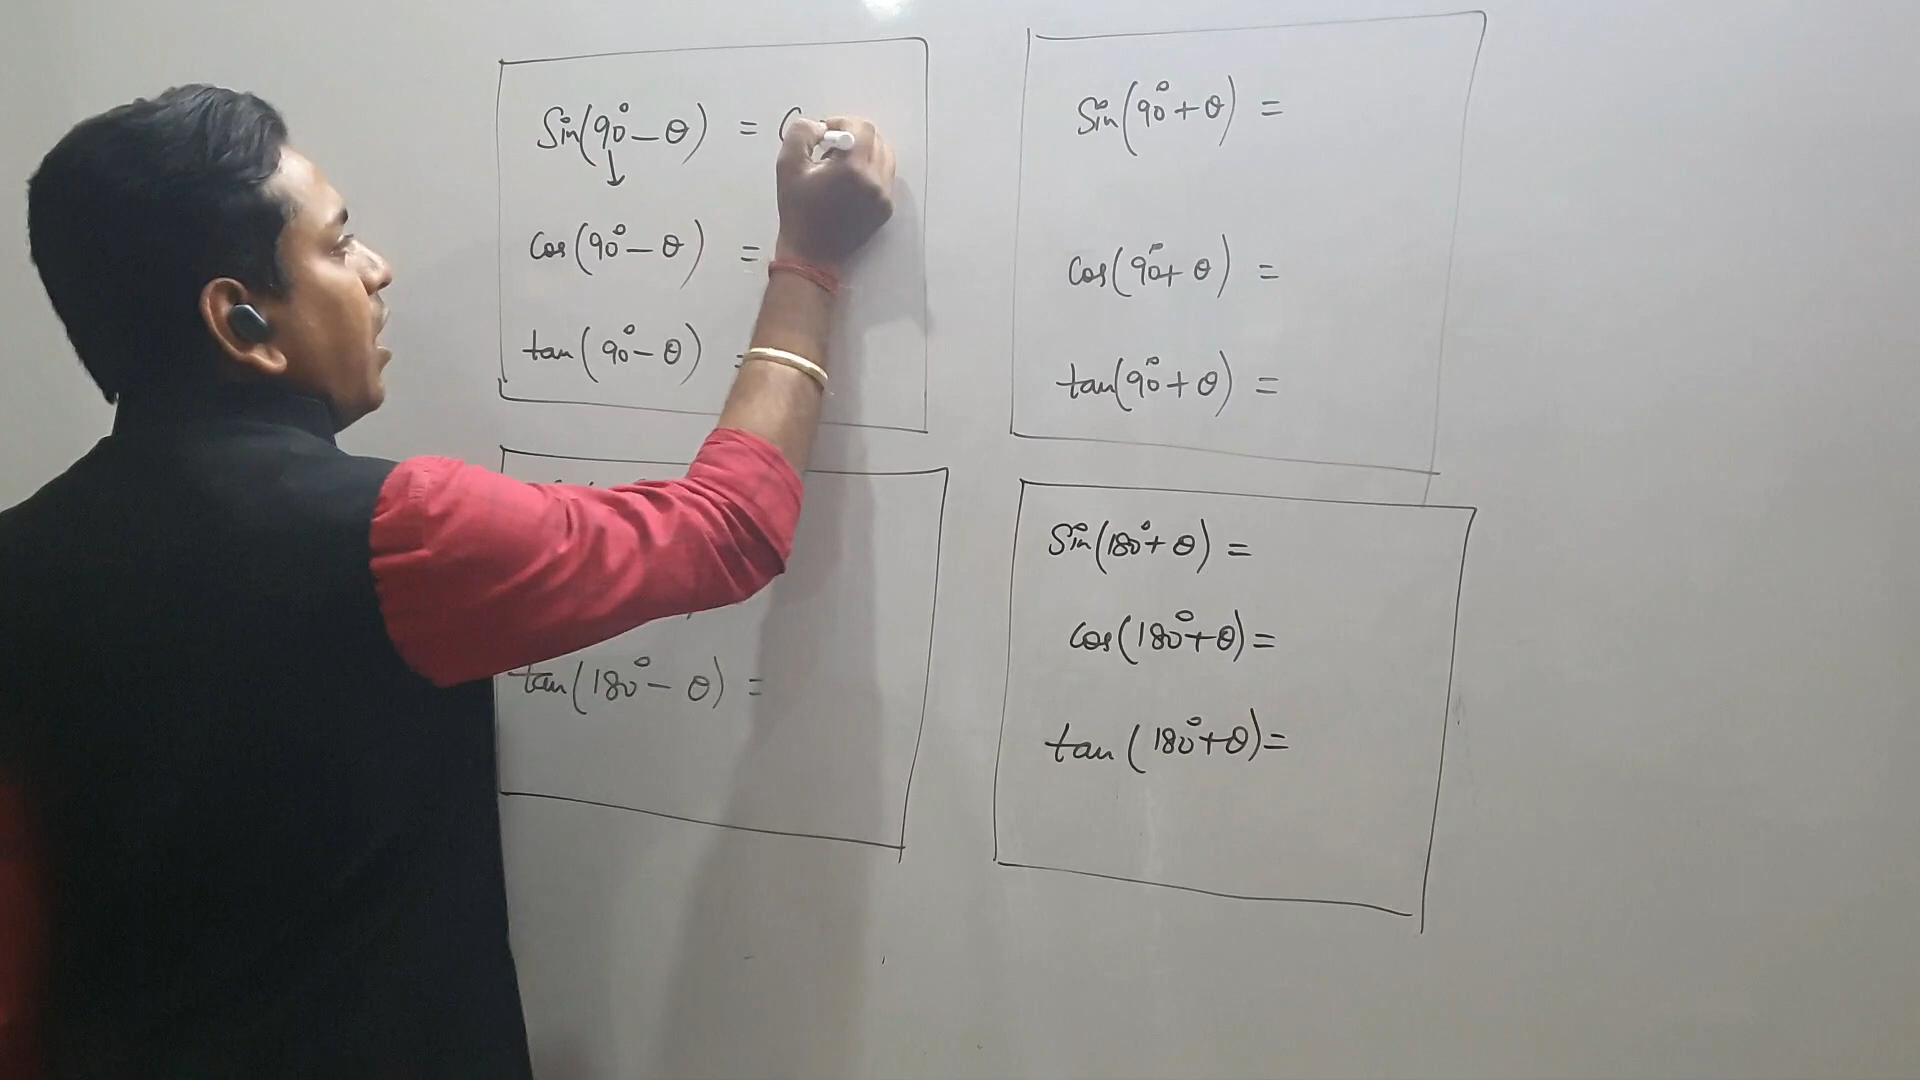 Sin(90° - θ) = C
cos(90° - θ) =
tan(90° - θ) =
Sin(90° + θ) =
cos(90° + θ) =
tan(90° + θ) =
tan(180° - θ) =
Sin(180° + θ) =
cos(180° + θ) =
tan(180° + θ) =